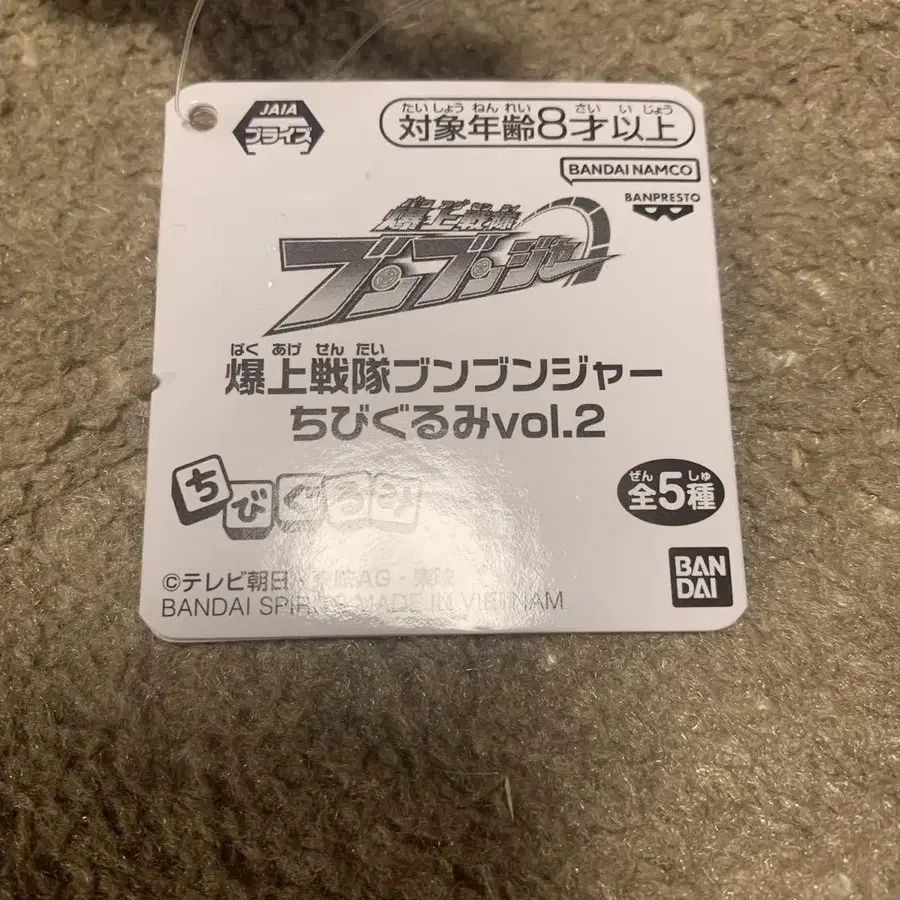 JAIA
プライズ
たいしょうねんれい さい いじょう
対象年齢8才以上
BANDAI NAMCO
BANPRESTO
爆上戦隊
ブンブンジャー
ばく あげ せん たい
爆上戦隊ブンブンジャー
ちびぐるみvol.2
ちびぐるみ
ぜん しゅ
全5種
©テレビ朝日・東映AG・東映
BANDAI SPIRITS MADE IN VIETNAM
BAN
DAI